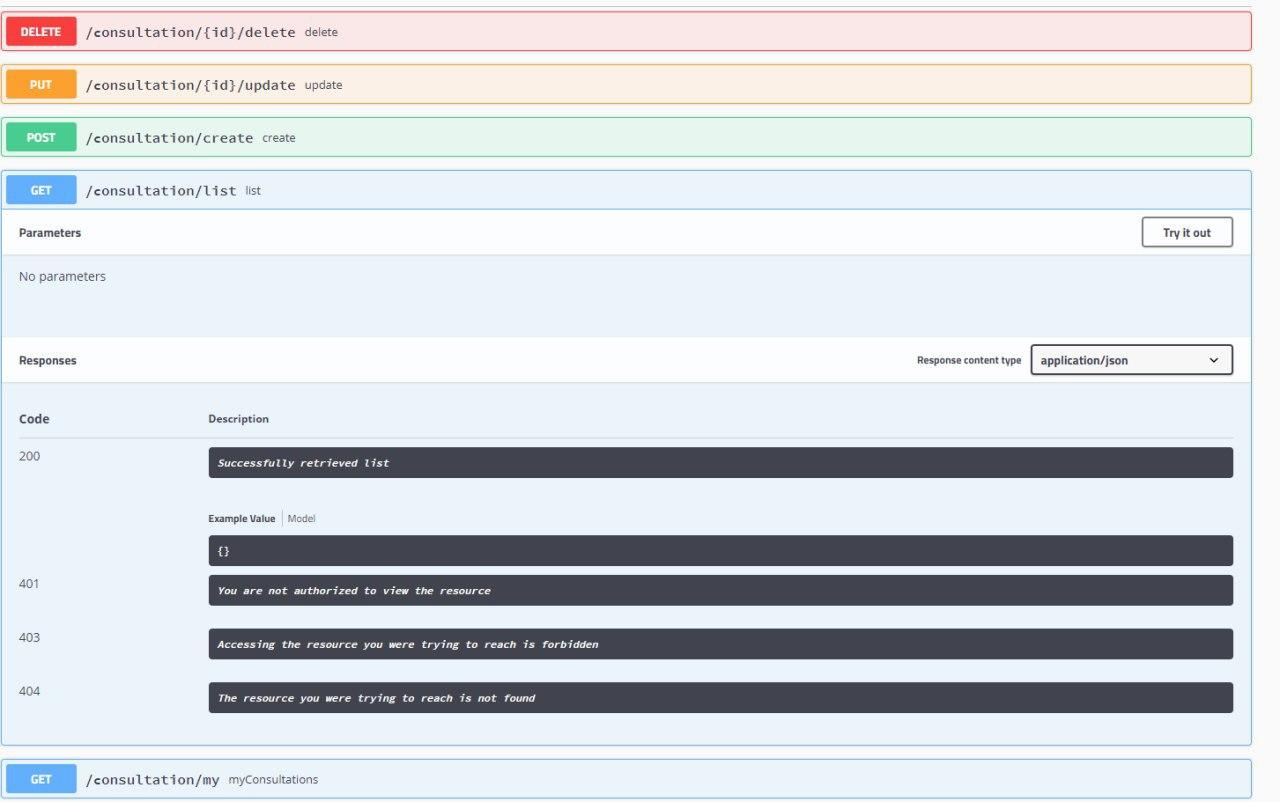 DELETE /consultation/{id}/delete delete
PUT /consultation/{id}/update update
POST /consultation/create create
GET /consultation/list list
Parameters Try it out
No parameters
Responses Response content type application/json
Code Description
200 Successfully retrieved list
Example Value Model
{}
401 You are not authorized to view the resource
403 Accessing the resource you were trying to reach is forbidden
404 The resource you were trying to reach is not found
GET /consultation/my myConsultations